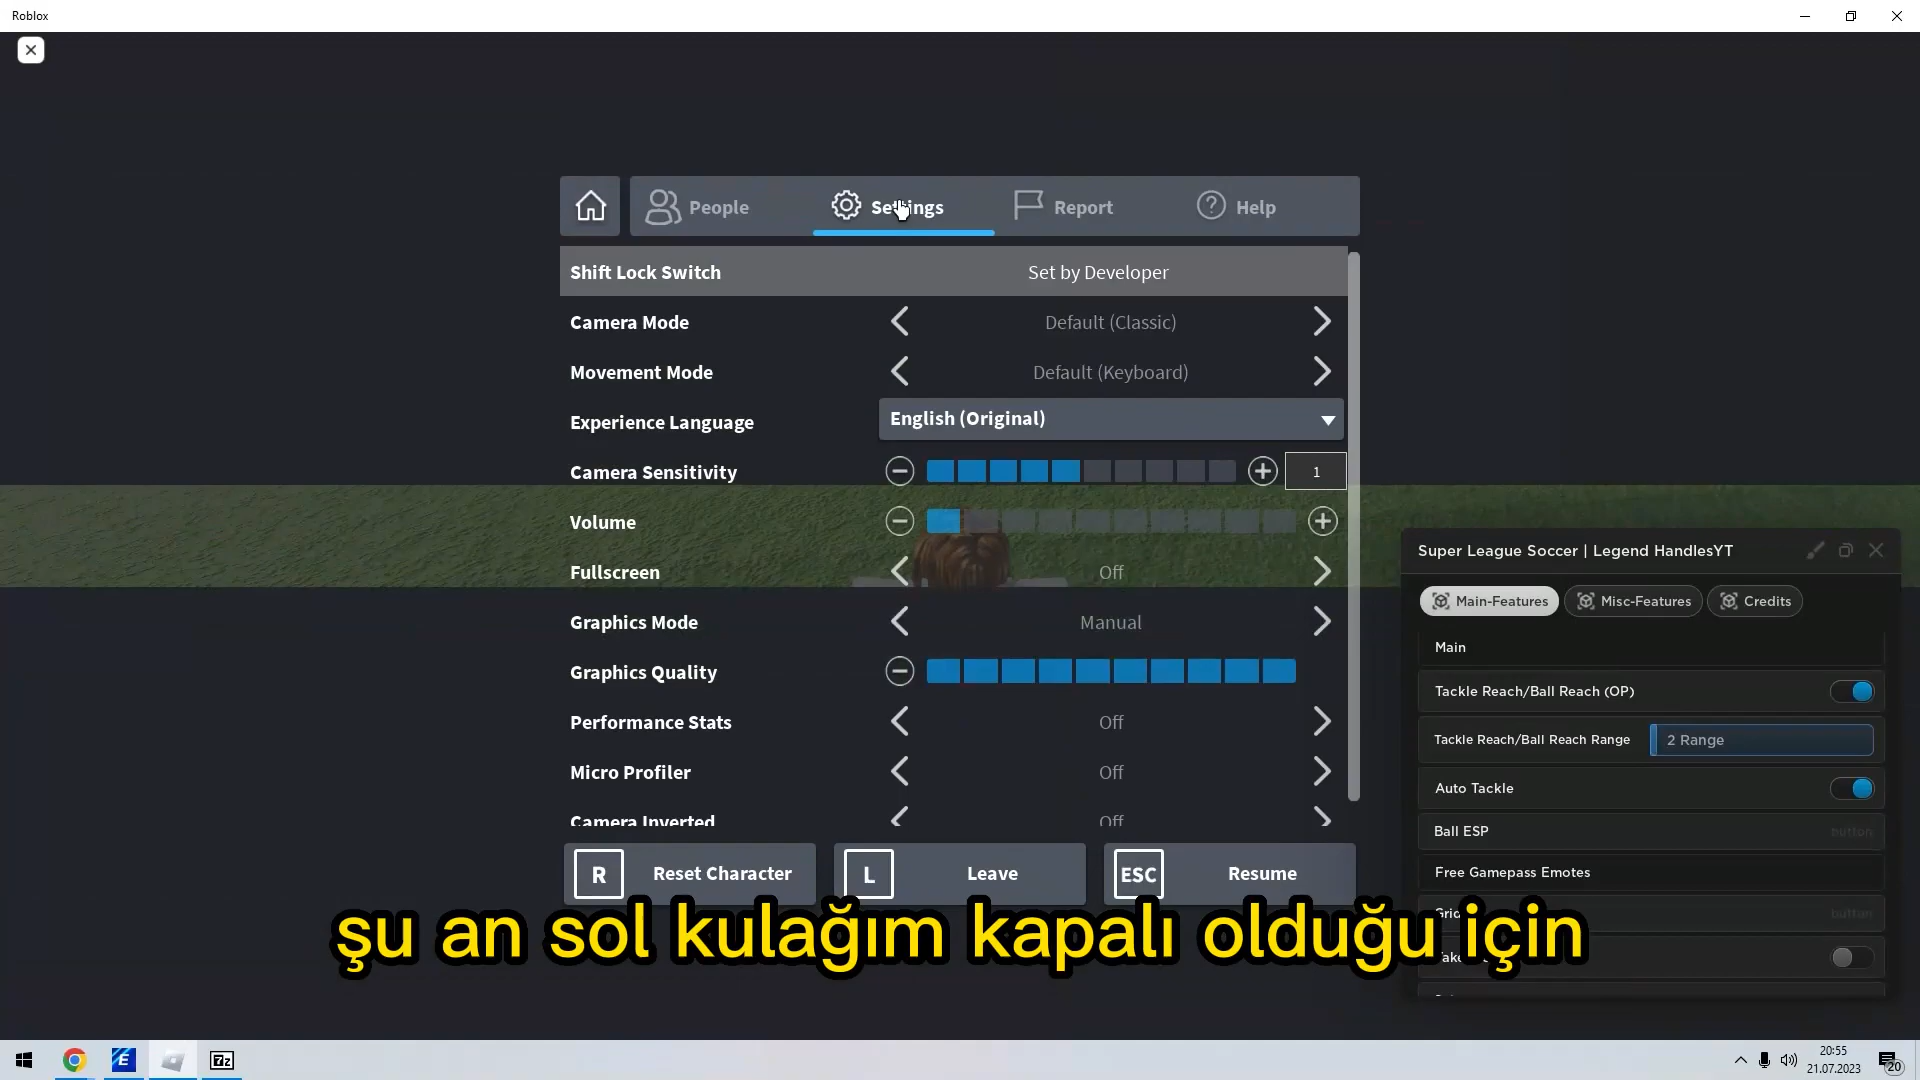 Roblox
People
Settings
Report
Help
Shift Lock Switch Set by Developer
Camera Mode Default (Classic)
Movement Mode Default (Keyboard)
Experience Language English (Original)
Camera Sensitivity 1
Volume
Fullscreen Off
Graphics Mode Manual
Graphics Quality
Performance Stats Off
Micro Profiler Off
Camera Inverted Off
R Reset Character
L Leave
ESC Resume
Super League Soccer | Legend HandlesYT
Main-Features
Misc-Features
Credits
Main
Tackle Reach/Ball Reach (OP)
Tackle Reach/Ball Reach Range 2 Range
Auto Tackle
Ball ESP button
Free Gamepass Emotes
button
şu an sol kulağım kapalı olduğu için
E
7z
20:55
21.07.2023
20